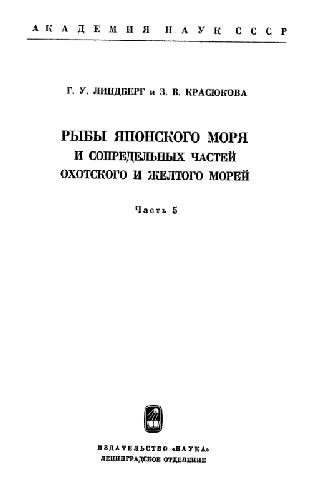 АКАДЕМИЯ НАУК СССР
Г. У. ЛИНДБЕРГ и З. В. КРАСЮКОВА
РЫБЫ ЯПОНСКОГО МОРЯ
И СОПРЕДЕЛЬНЫХ ЧАСТЕЙ
ОХОТСКОГО И ЖЕЛТОГО МОРЕЙ
Часть 5
ИЗДАТЕЛЬСТВО «НАУКА»
ЛЕНИНГРАДСКОЕ ОТДЕЛЕНИЕ